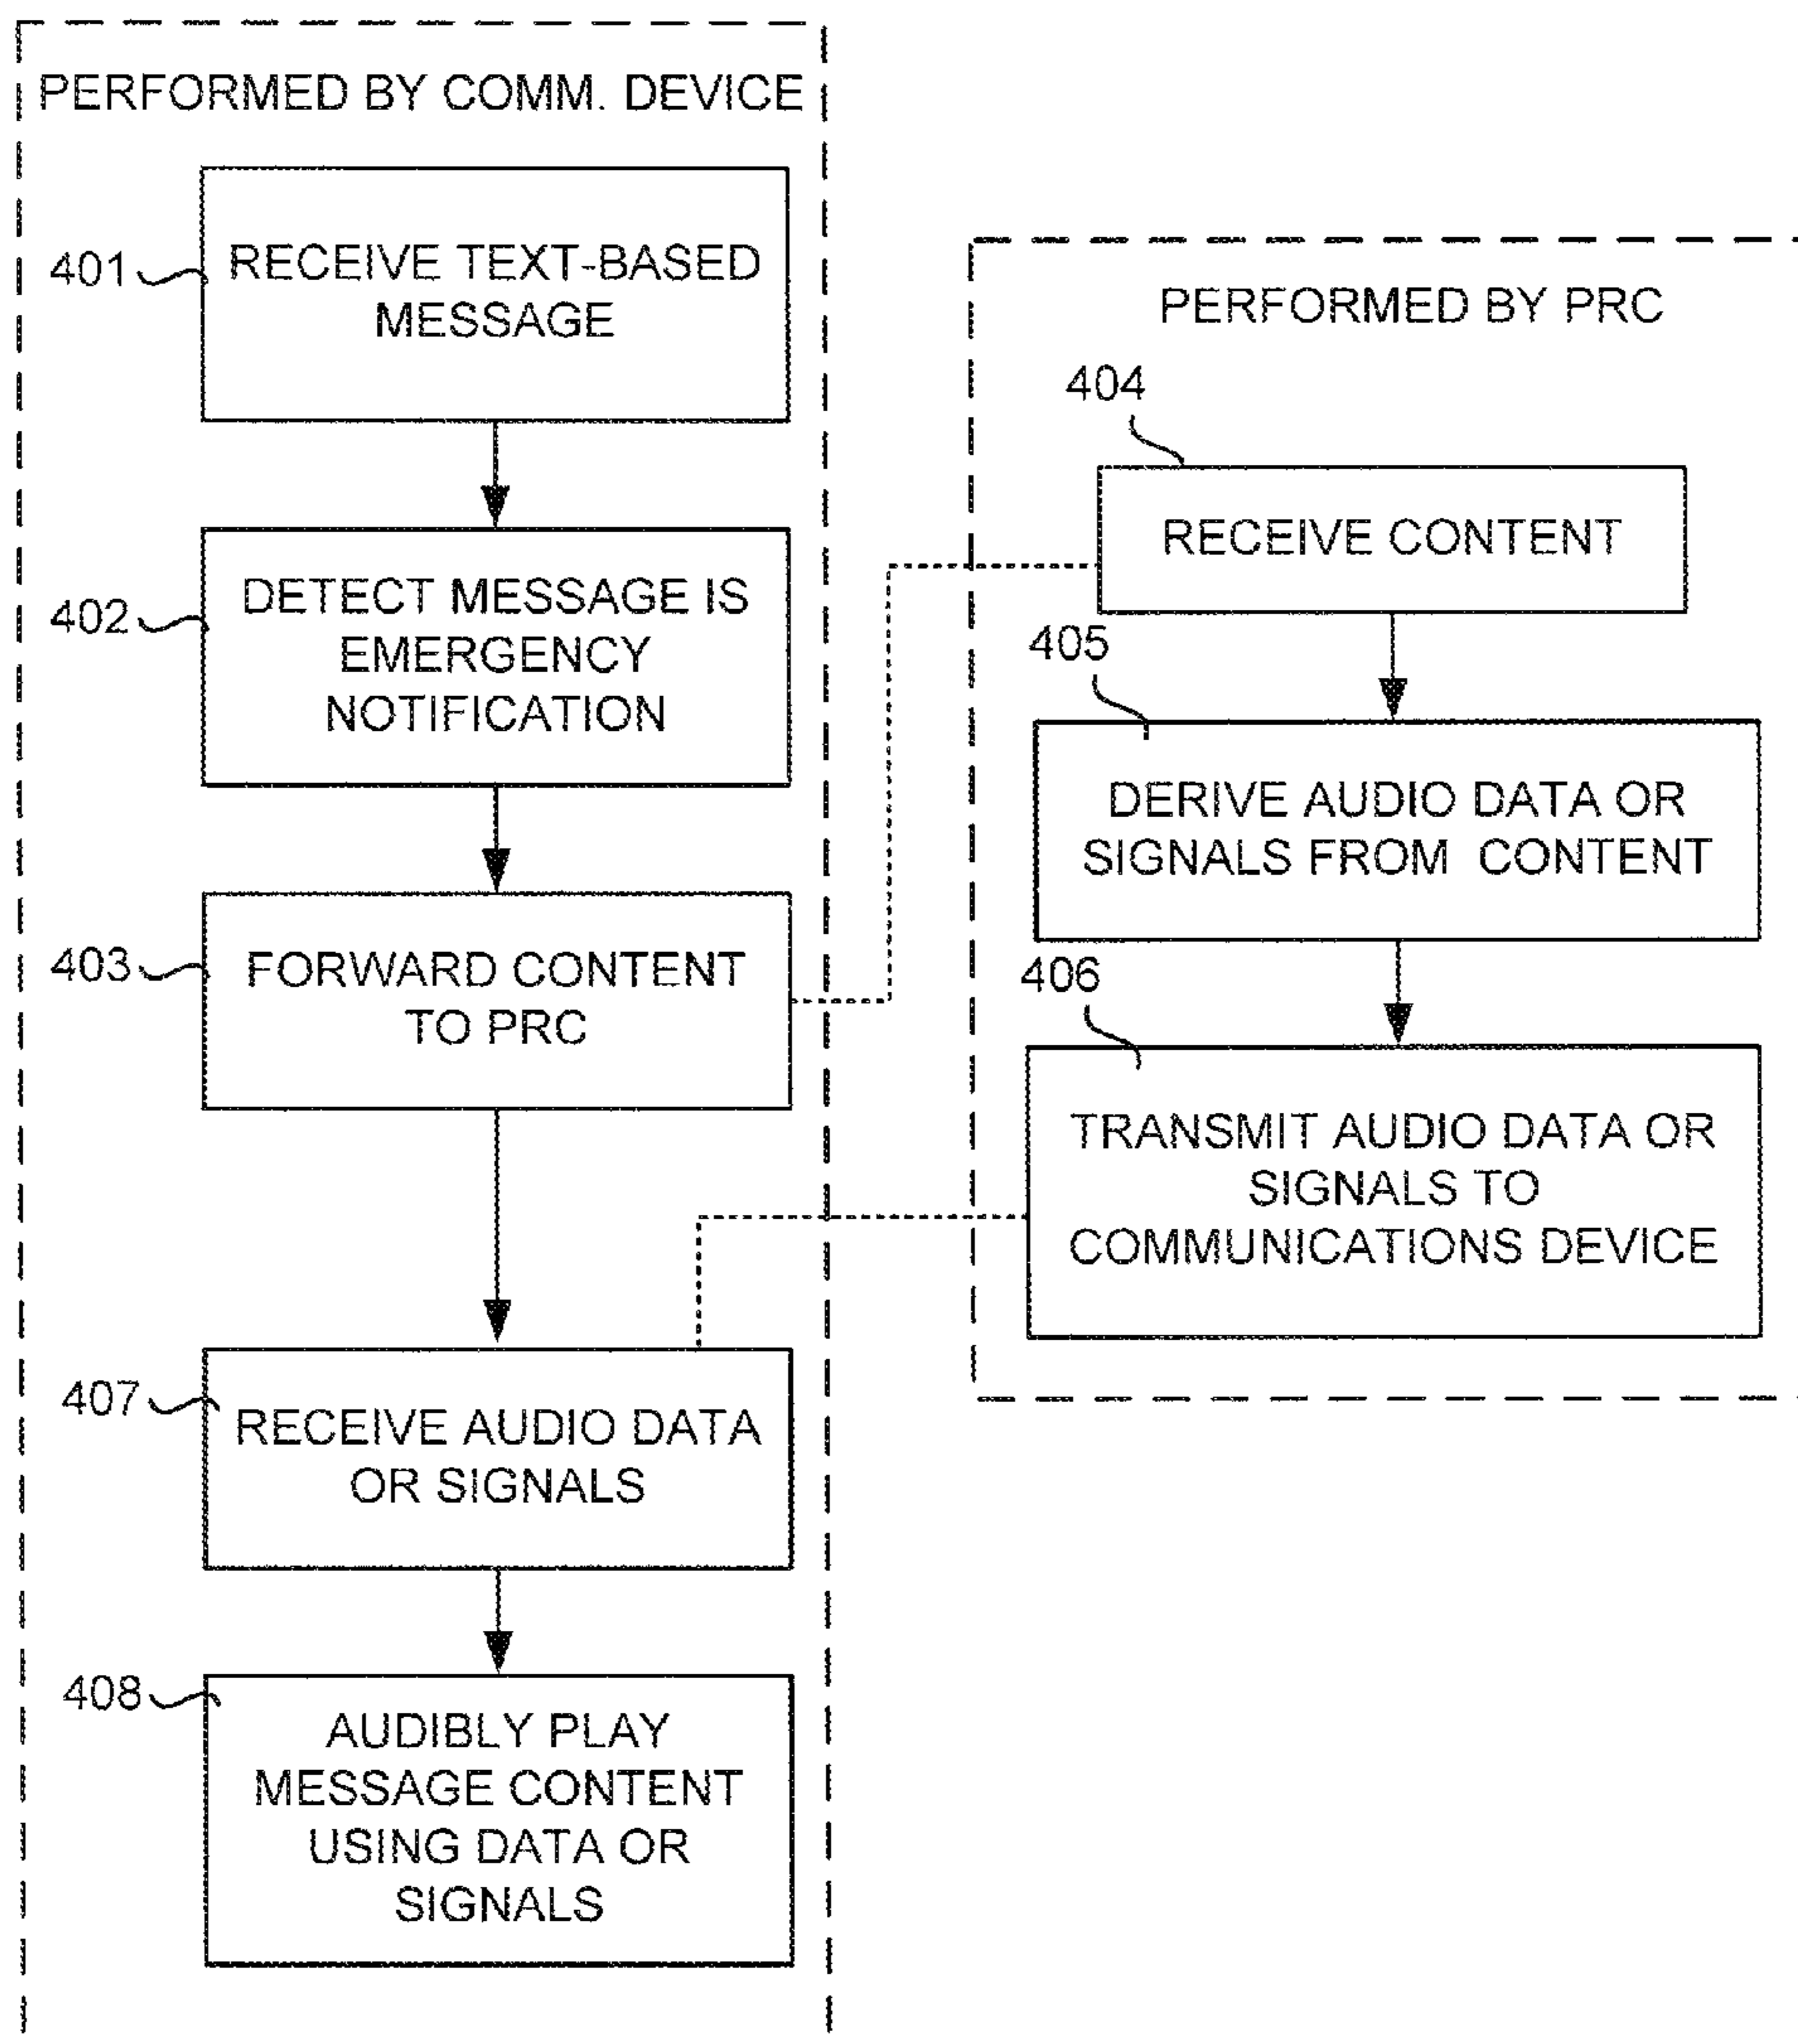 PERFORMED BY COMM. DEVICE
401
RECEIVE TEXT-BASED
MESSAGE
402
DETECT MESSAGE IS
EMERGENCY
NOTIFICATION
403
FORWARD CONTENT
TO PRC
407
RECEIVE AUDIO DATA
OR SIGNALS
408
AUDIBLY PLAY
MESSAGE CONTENT
USING DATA OR
SIGNALS
PERFORMED BY PRC
404
RECEIVE CONTENT
405
DERIVE AUDIO DATA OR
SIGNALS FROM CONTENT
406
TRANSMIT AUDIO DATA OR
SIGNALS TO
COMMUNICATIONS DEVICE